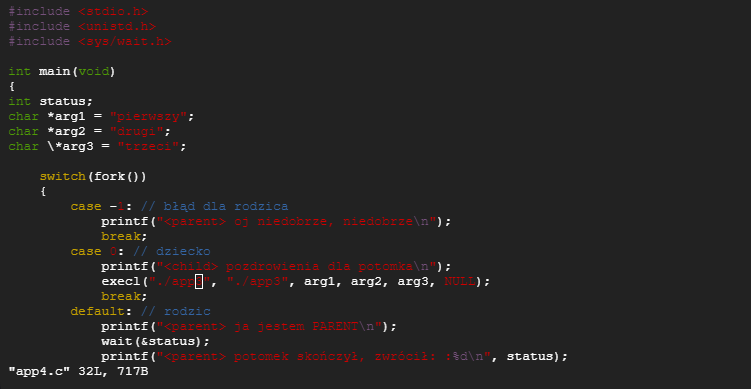 #include <stdio.h>
#include <unistd.h>
#include <sys/wait.h>
int main(void)
{
int status;
char *arg1 = "pierwszy";
char *arg2 = "drugi";
char \*arg3 = "trzeci";
switch(fork())
{
case -1: // błąd dla rodzica
printf("<parent> oj niedobrze, niedobrze\n");
break;
case 0: // dziecko
printf("<child> pozdrowienia dla potomka\n");
execl("./app3", "./app3", arg1, arg2, arg3, NULL);
break;
default: // rodzic
printf("<parent> ja jestem PARENT\n");
wait(&status);
printf("<parent> potomek skończył, zwrócił: :%d\n", status);
"app4.c" 32L, 717B